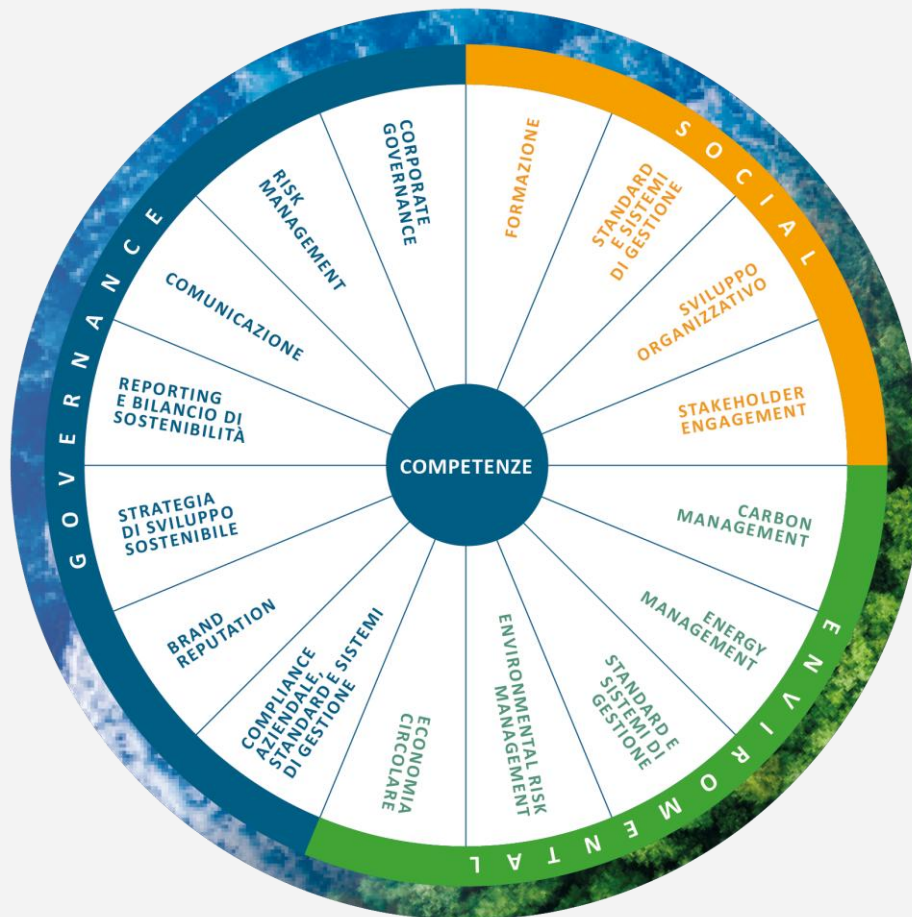 SOCIAL
FORMAZIONE
STANDARD
E SISTEMI
DI GESTIONE
SVILUPPO
ORGANIZZATIVO
STAKEHOLDER
ENGAGEMENT
ENVIROMENTAL
CARBON
MANAGEMENT
ENERGY
MANAGEMENT
STANDARD E
SISTEMI DI
GESTIONE
ENVIRONMENTAL RISK
MANAGEMENT
ECONOMIA
CIRCOLARE
GOVERNANCE
COMPLIANCE
AZIENDALE,
STANDARD E SISTEMI
DI GESTIONE
BRAND
REPUTATION
STRATEGIA
DI SVILUPPO
SOSTENIBILE
REPORTING
E BILANCIO DI
SOSTENIBILITÀ
COMUNICAZIONE
RISK
MANAGEMENT
CORPORATE
GOVERNANCE
COMPETENZE